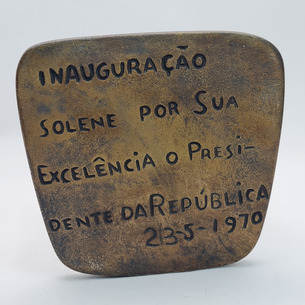 INAUGURAÇÃO
SOLENE POR SUA
EXCELÊNCIA O PRESI-
DENTE DA REPÚBLICA
23-5-1970